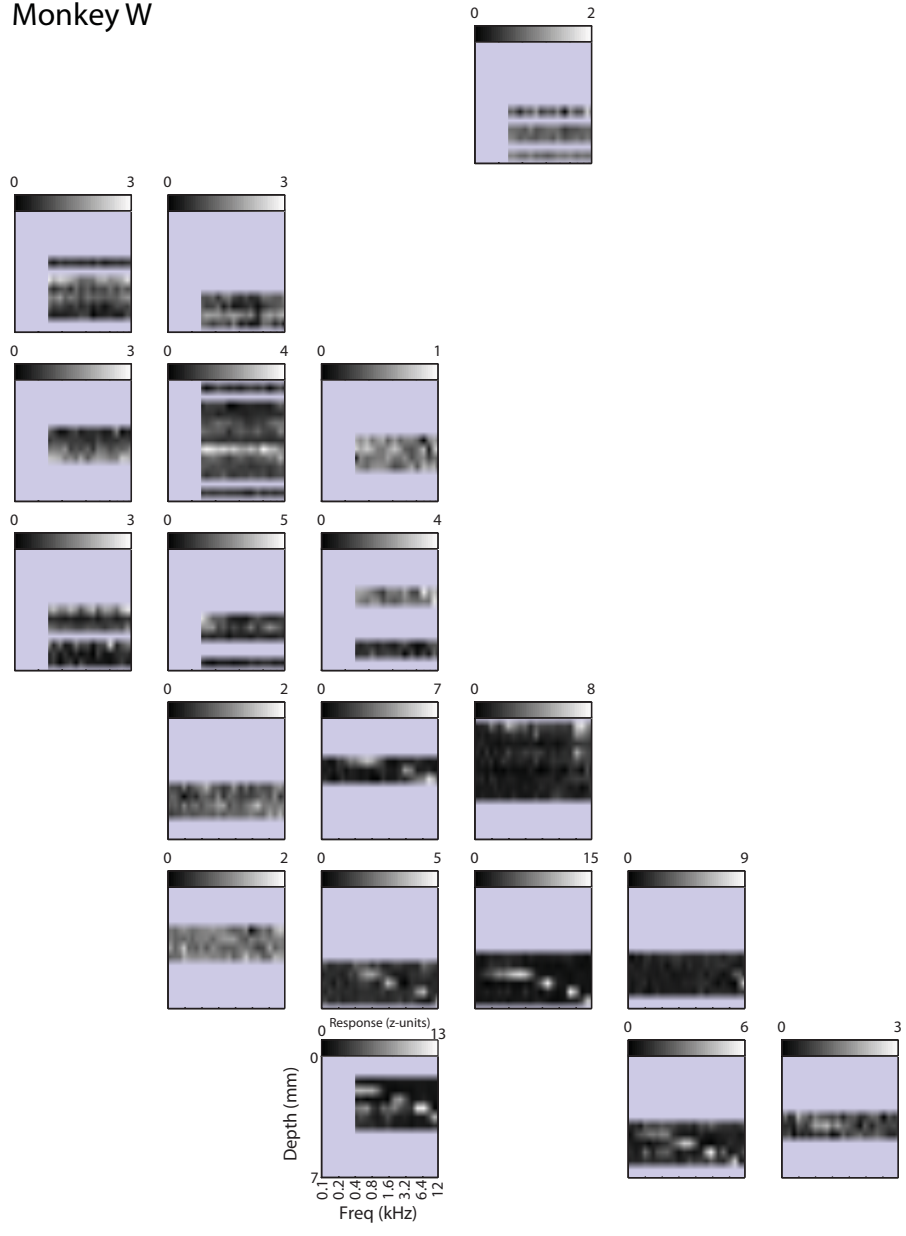 Monkey W
0 2
0 3 0 3
0 3 0 4 0 1
0 3 0 5 0 4
0 2 0 7 0 8
0 2 0 5 0 15 0 9
Response (z-units)
0 13 0 6 0 3
0
Depth (mm)
7
0.1 0.2 0.4 0.8 1.6 3.2 6.4 12
Freq (kHz)